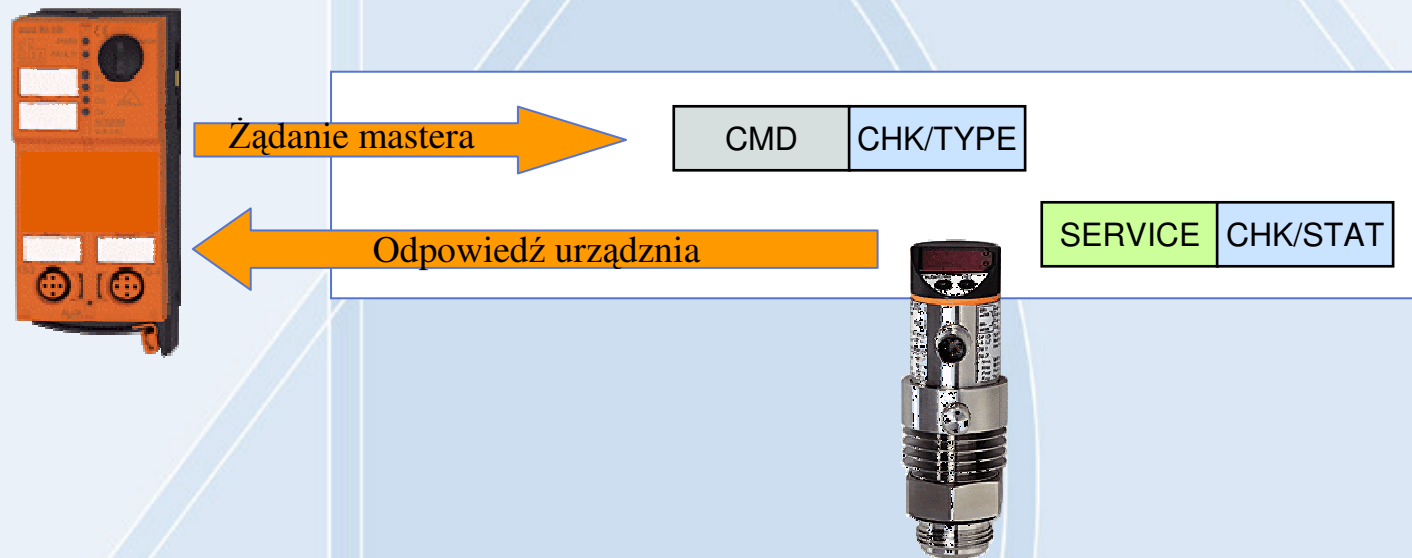 Żądanie mastera
CMD CHK/TYPE
SERVICE CHK/STAT
Odpowiedź urządznia